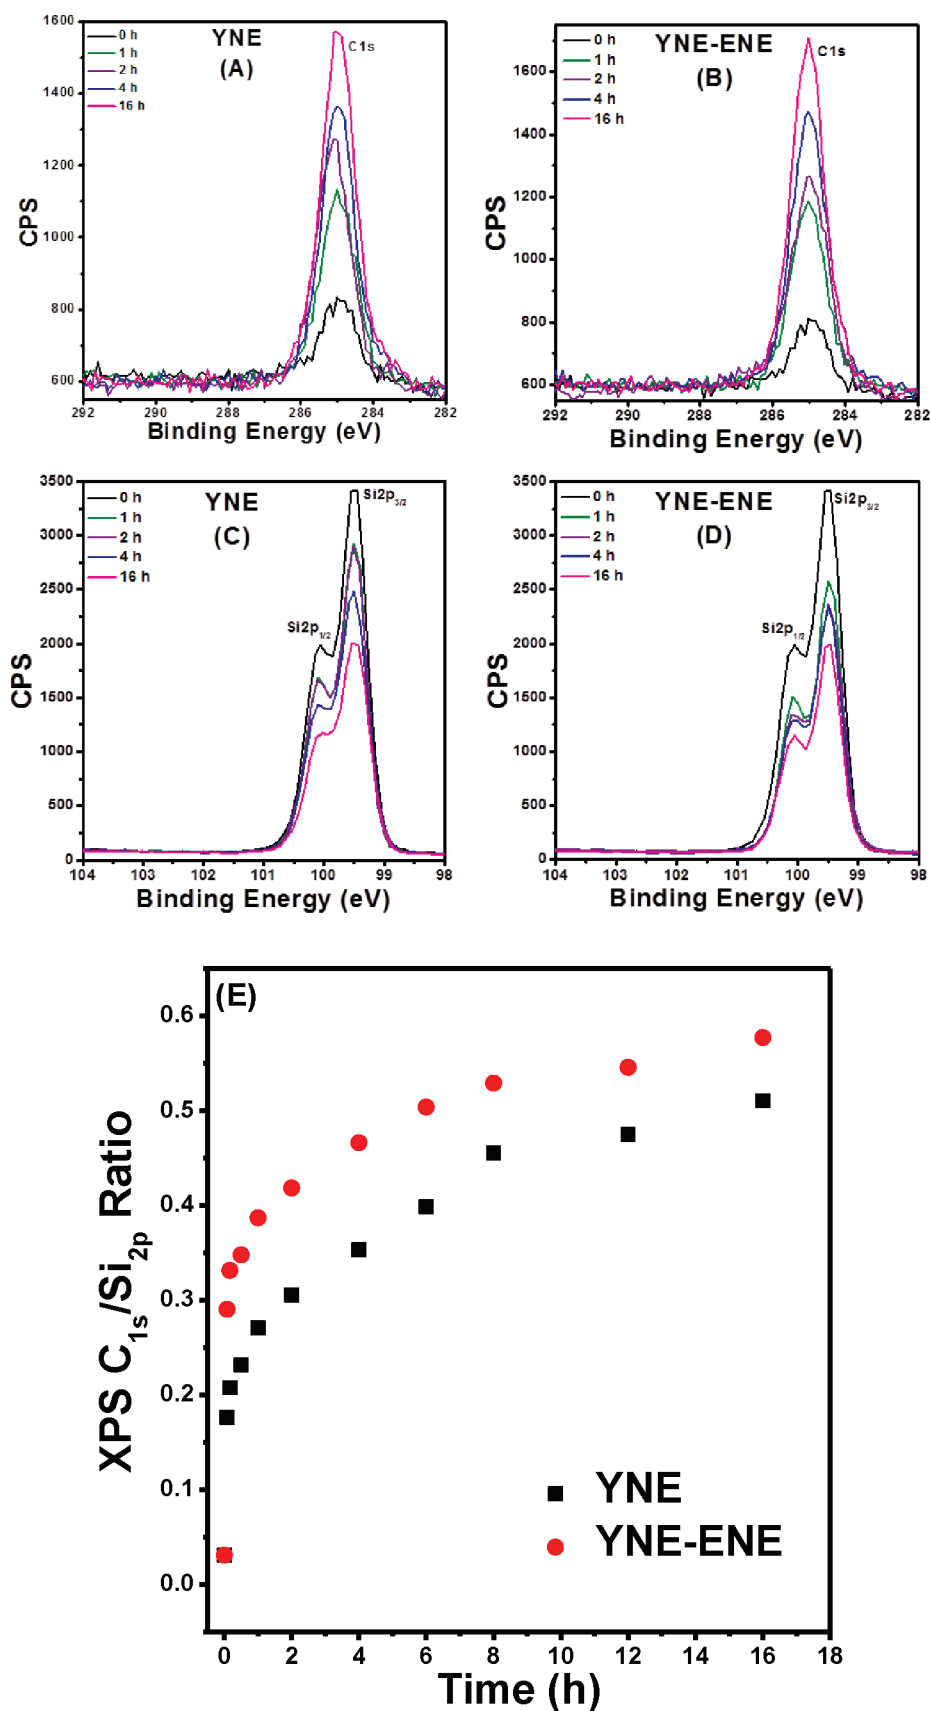 YNE
(A)
0 h
1 h
2 h
4 h
16 h
C1s
CPS
1600
1400
1200
1000
800
600
292 290 288 286 284 282
Binding Energy (eV)
YNE-ENE
(B)
0 h
1 h
2 h
4 h
16 h
C1s
CPS
1600
1400
1200
1000
800
600
292 290 288 286 284 282
Binding Energy (eV)
YNE
(C)
0 h
1 h
2 h
4 h
16 h
Si2p3/2
Si2p1/2
CPS
3500
3000
2500
2000
1500
1000
500
0
104 103 102 101 100 99 98
Binding Energy (eV)
YNE-ENE
(D)
0 h
1 h
2 h
4 h
16 h
Si2p3/2
Si2p1/2
CPS
3500
3000
2500
2000
1500
1000
500
0
104 103 102 101 100 99 98
Binding Energy (eV)
(E)
XPS C1s/Si2p Ratio
0.6
0.5
0.4
0.3
0.2
0.1
0.0
YNE
YNE-ENE
0 2 4 6 8 10 12 14 16 18
Time (h)